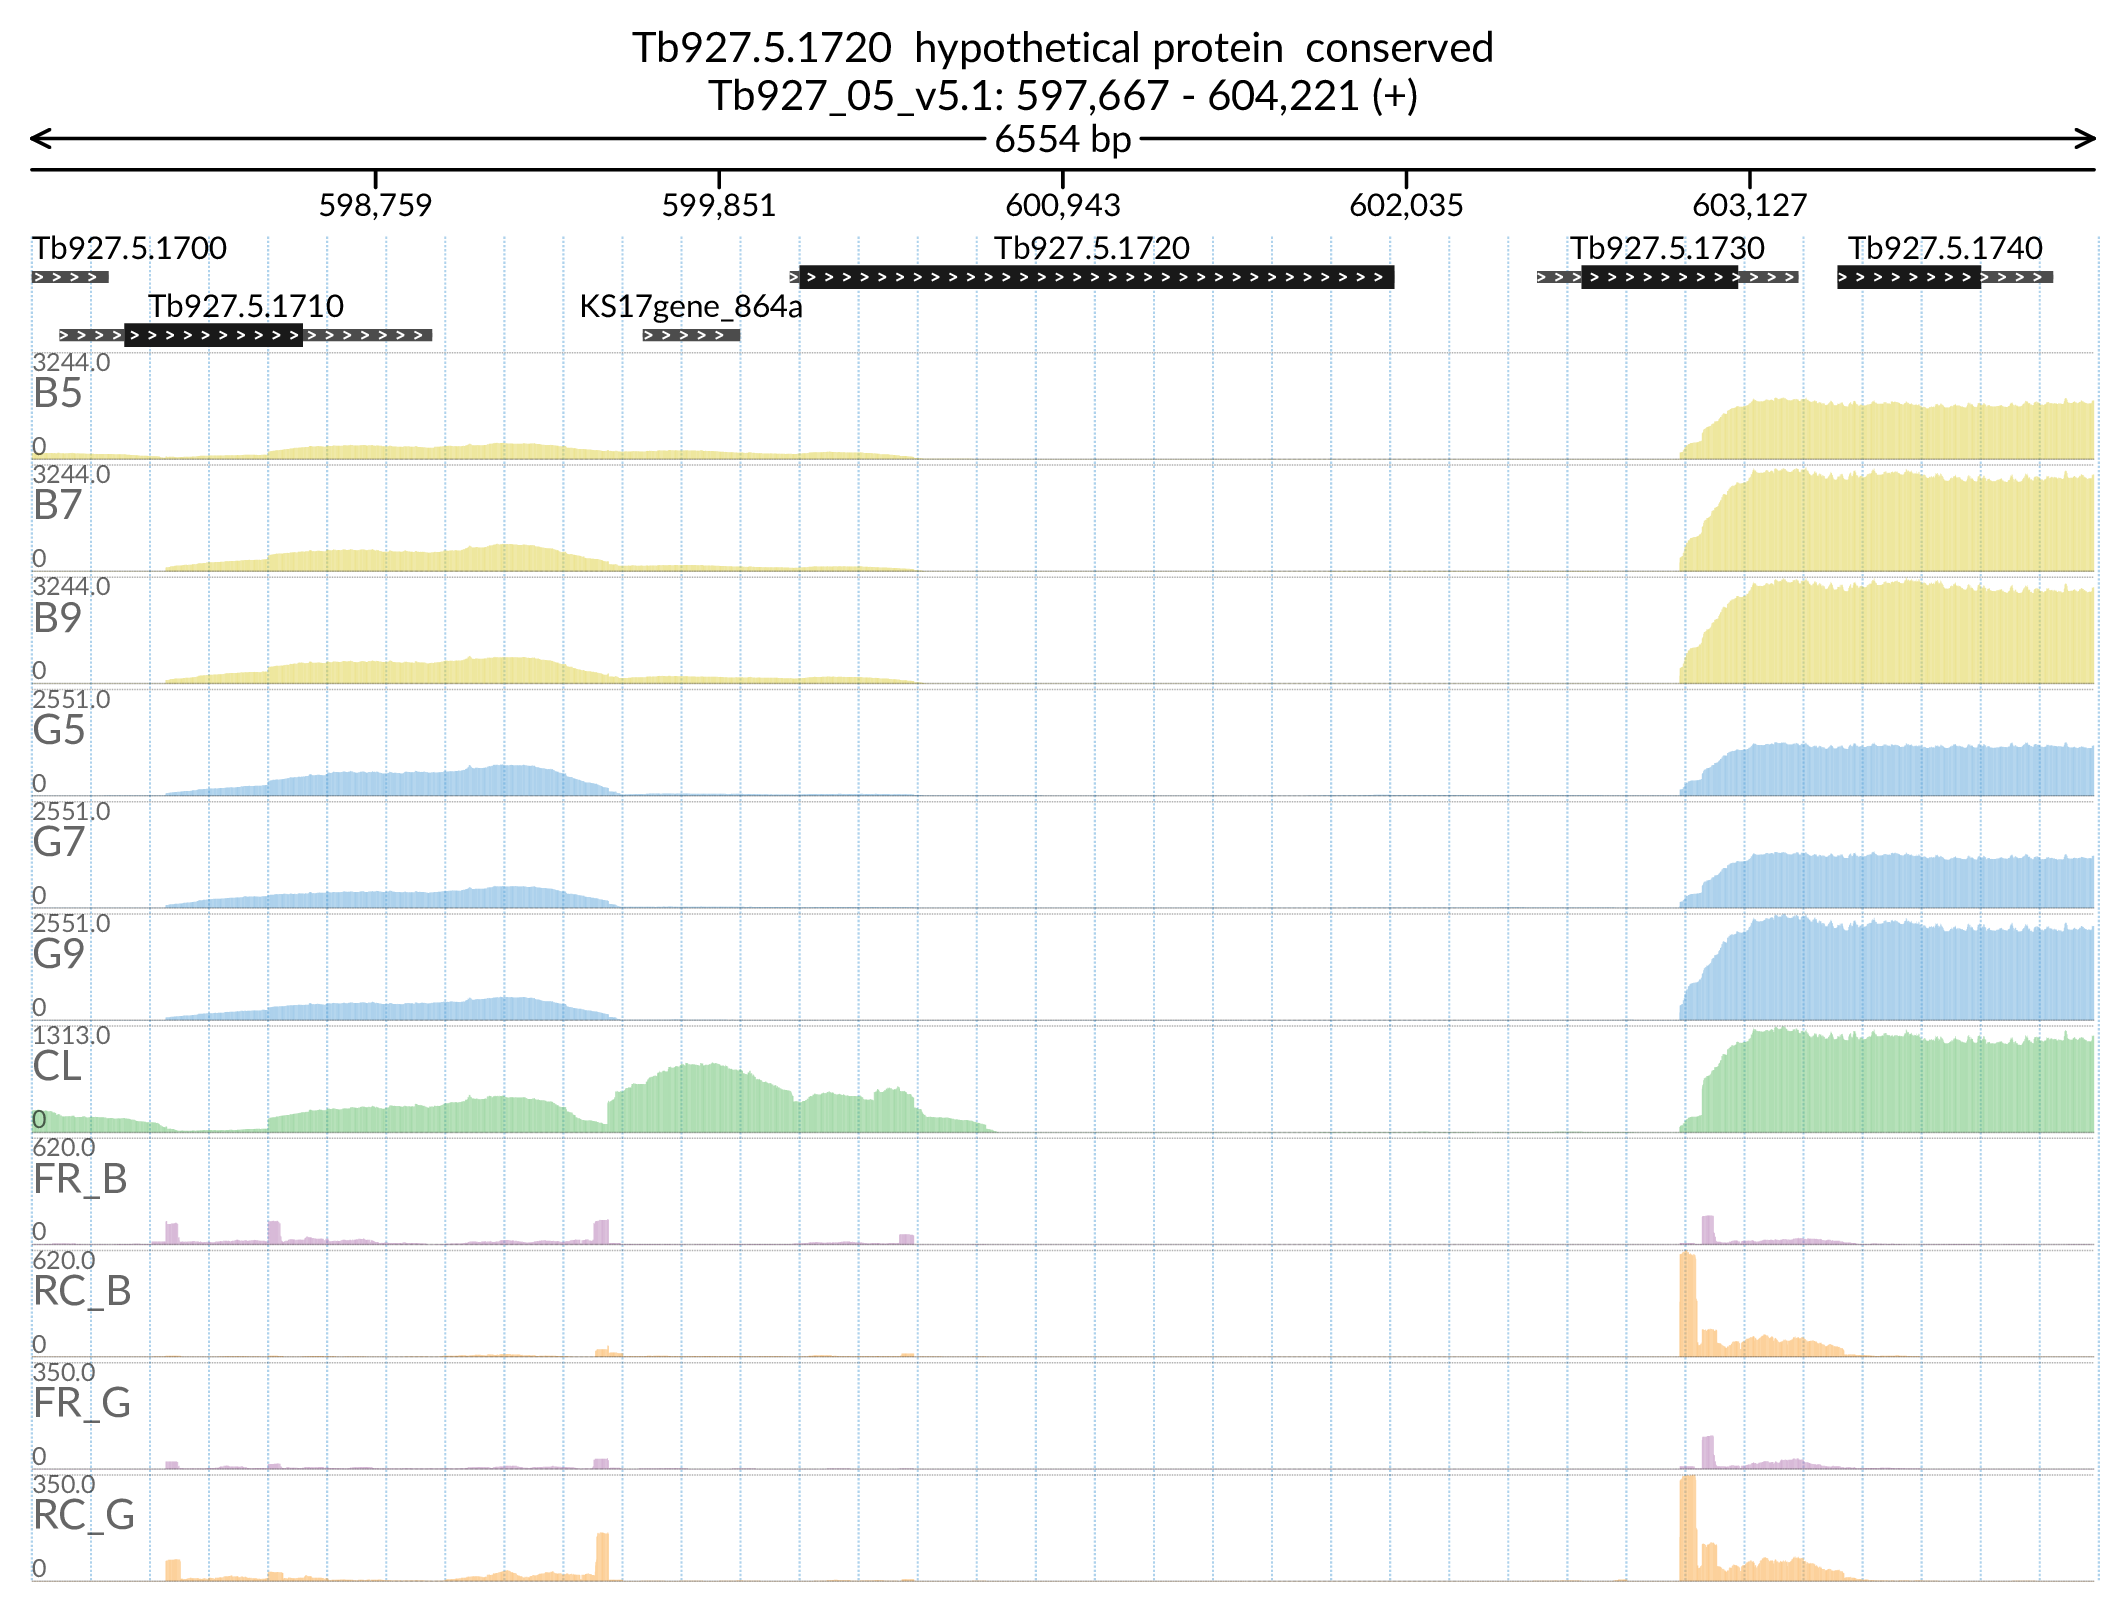 Tb927.5.1720  hypothetical protein  conserved
Tb927_05_v5.1: 597,667 - 604,221 (+)
6554 bp
598,759 599,851 600,943 602,035 603,127
Tb927.5.1700 Tb927.5.1720 Tb927.5.1730 Tb927.5.1740
Tb927.5.1710 KS17gene_864a
3244.0
B5
0
3244.0
B7
0
3244.0
B9
0
2551.0
G5
0
2551.0
G7
0
2551.0
G9
0
1313.0
CL
0
620.0
FR_B
0
620.0
RC_B
0
350.0
FR_G
0
350.0
RC_G
0